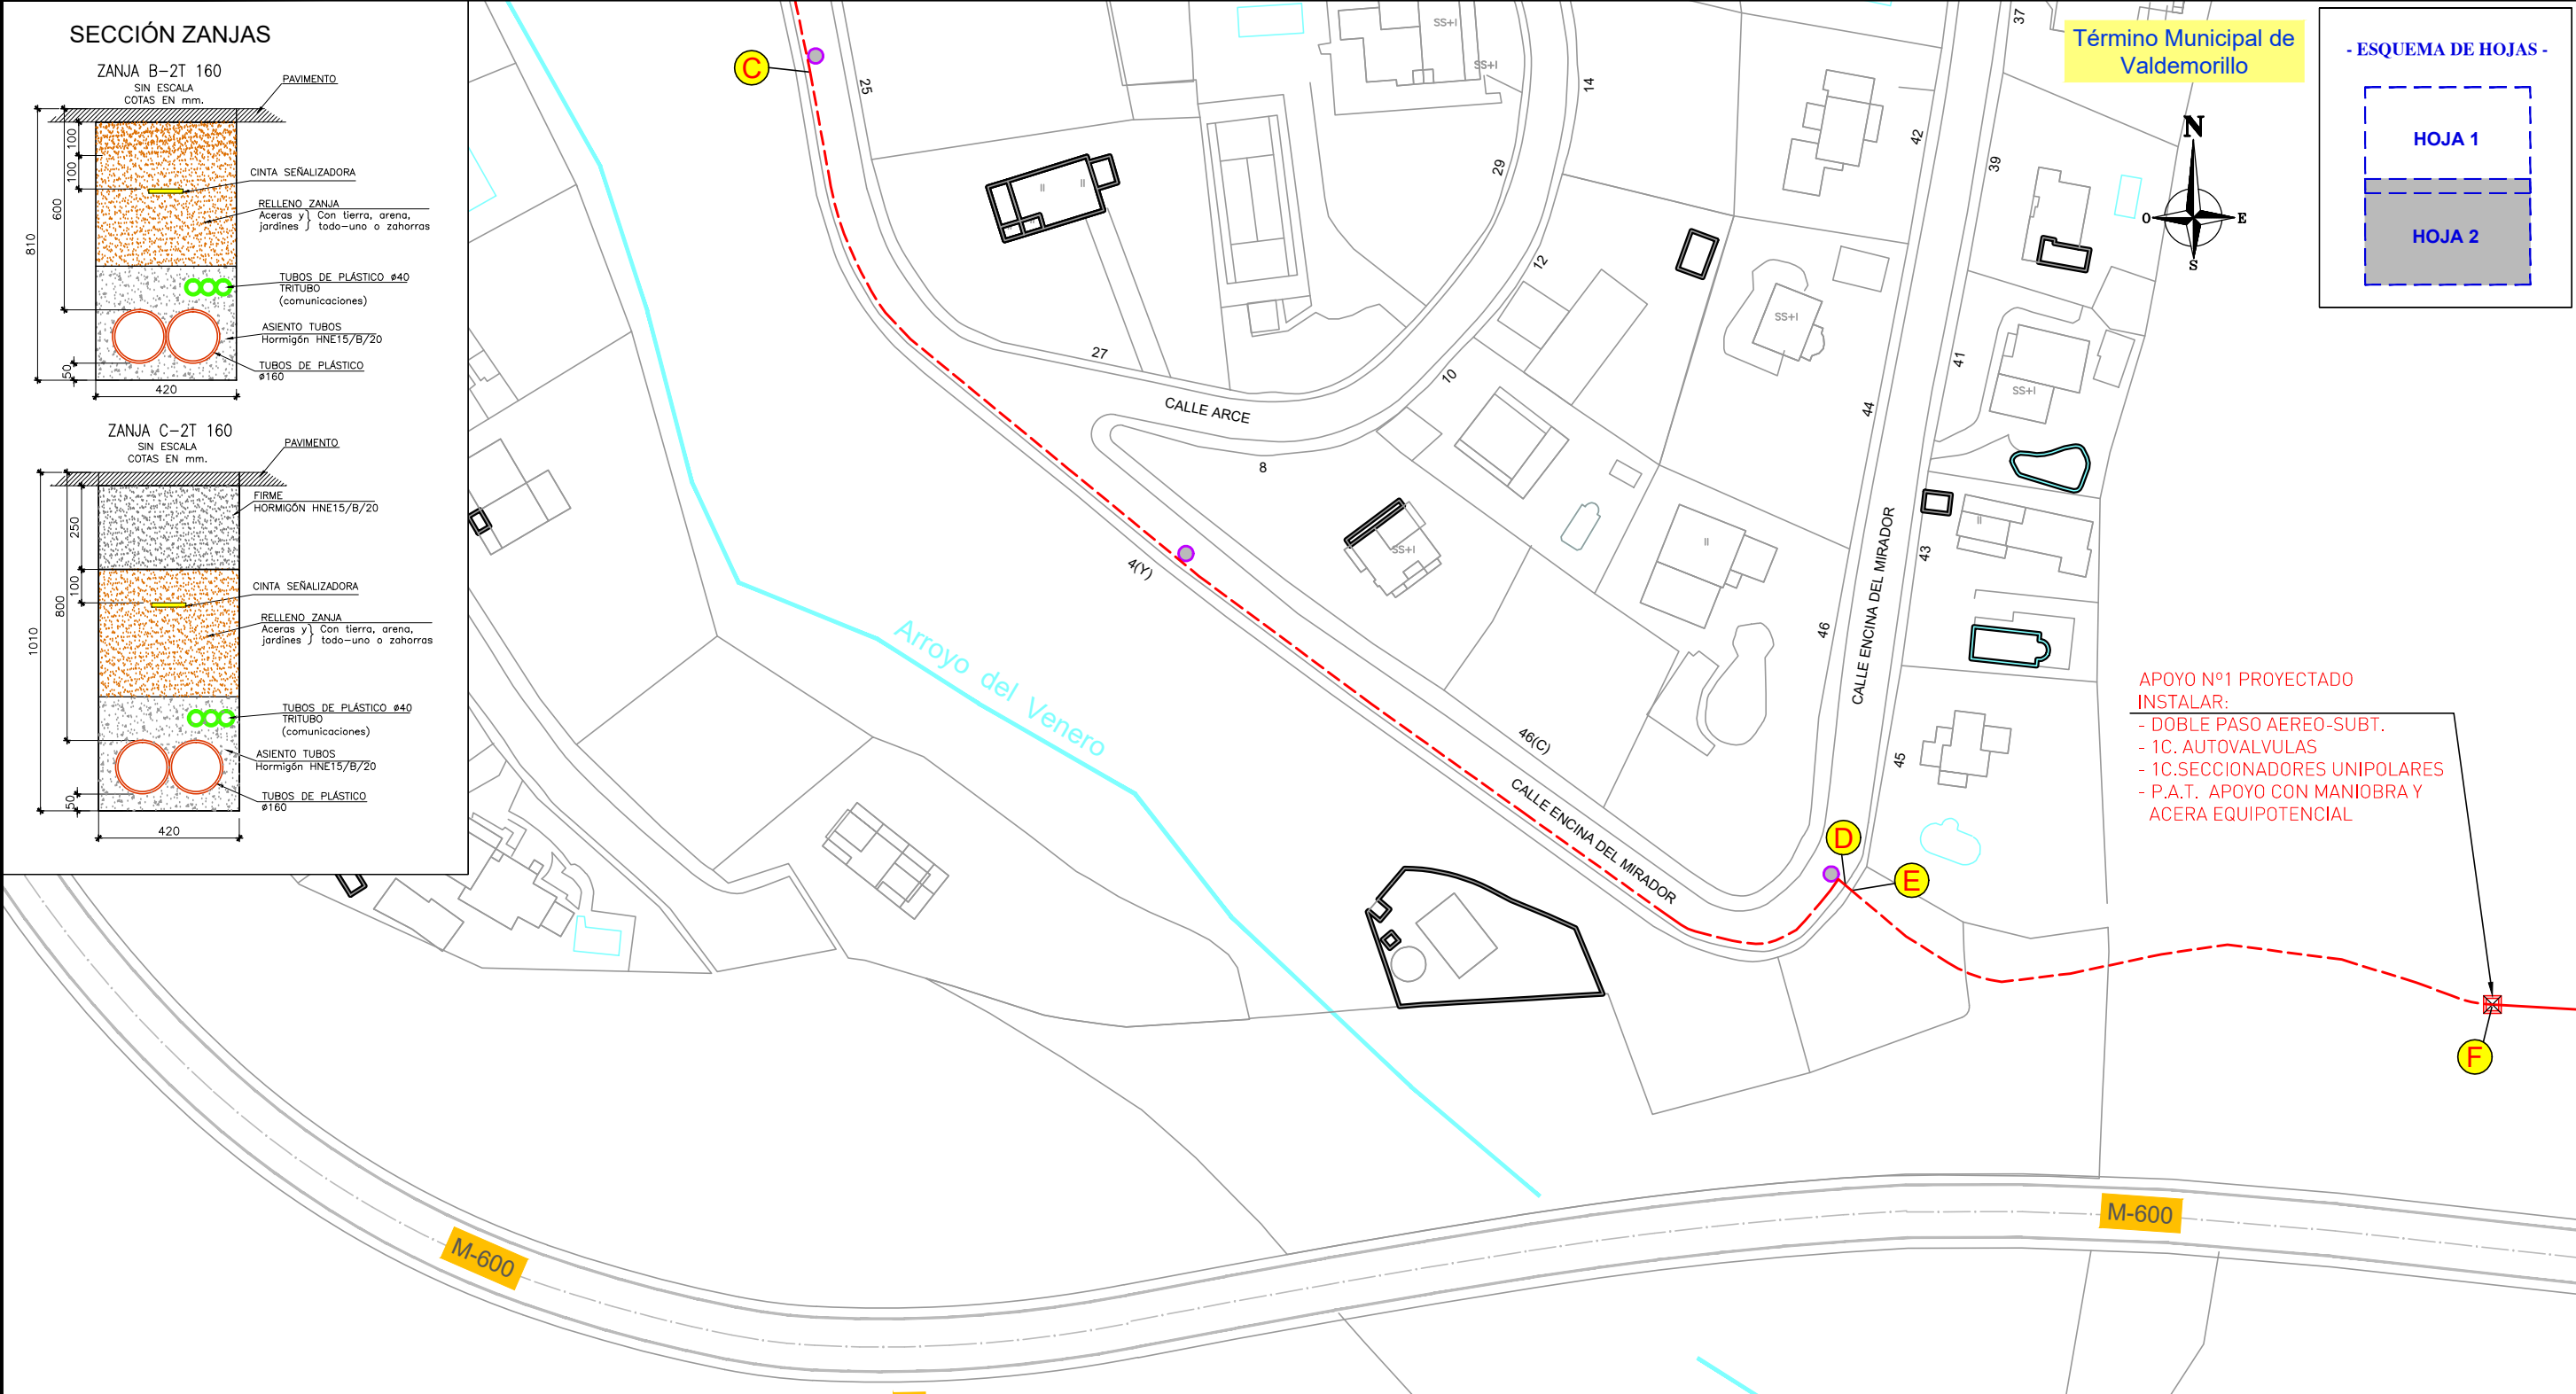 SECCIÓN ZANJAS
ZANJA B-2T 160
SIN ESCALA
COTAS EN mm.
PAVIMENTO
CINTA SEÑALIZADORA
RELLENO ZANJA
Aceras y} Con tierra, arena,
jardines } todo-uno o zahorras
TUBOS DE PLÁSTICO ø40
TRITUBO
(comunicaciones)
ASIENTO TUBOS
Hormigón HNE15/B/20
TUBOS DE PLÁSTICO
ø160
100
100
600
810
50
420
ZANJA C-2T 160
SIN ESCALA
COTAS EN mm.
PAVIMENTO
FIRME
HORMIGÓN HNE15/B/20
CINTA SEÑALIZADORA
RELLENO ZANJA
Aceras y} Con tierra, arena,
jardines } todo-uno o zahorras
TUBOS DE PLÁSTICO ø40
TRITUBO
(comunicaciones)
ASIENTO TUBOS
Hormigón HNE15/B/20
TUBOS DE PLÁSTICO
ø160
250
100
800
1010
50
420
C
25
27
29
14
12
10
8
CALLE ARCE
4(Y)
SS+I
SS+I
II
II
SS+I
SS+I
SS+I
II
II
37
39
41
42
43
44
45
46
46(C)
CALLE ENCINA DEL MIRADOR
CALLE ENCINA DEL MIRADOR
Arroyo del Venero
D
E
F
M-600
M-600
Término Municipal de
Valdemorillo
N
O
E
S
- ESQUEMA DE HOJAS -
HOJA 1
HOJA 2
APOYO Nº1 PROYECTADO
INSTALAR:
- DOBLE PASO AEREO-SUBT.
- 1C. AUTOVALVULAS
- 1C.SECCIONADORES UNIPOLARES
- P.A.T. APOYO CON MANIOBRA Y
ACERA EQUIPOTENCIAL